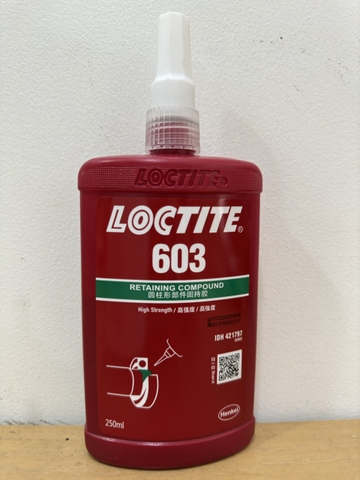 LOCTITE®
LOCTITE®
603
RETAINING COMPOUND
圆柱形部件固持胶
High Strength / 高强度 / 高強度
IDH 421797
250ml
Henkel